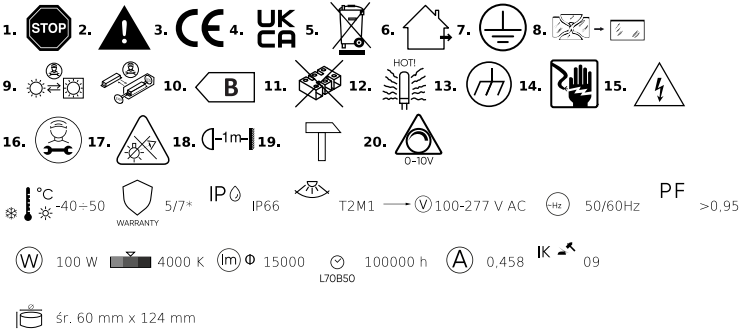 1. STOP 2. 3. CE 4. UK CA 5. 6. 7. 8.
9. 10. B 11. 12. HOT! 13. 14. 15.
16. 17. 18. 1m 19. 20. 0-10V
°C -40÷50 WARRANTY 5/7* IP IP66 T2M1 V 100-277 V AC Hz 50/60Hz PF >0,95
W 100 W 4000 K lm Φ 15000 L70B50 100000 h A 0,458 IK 09
śr. 60 mm x 124 mm